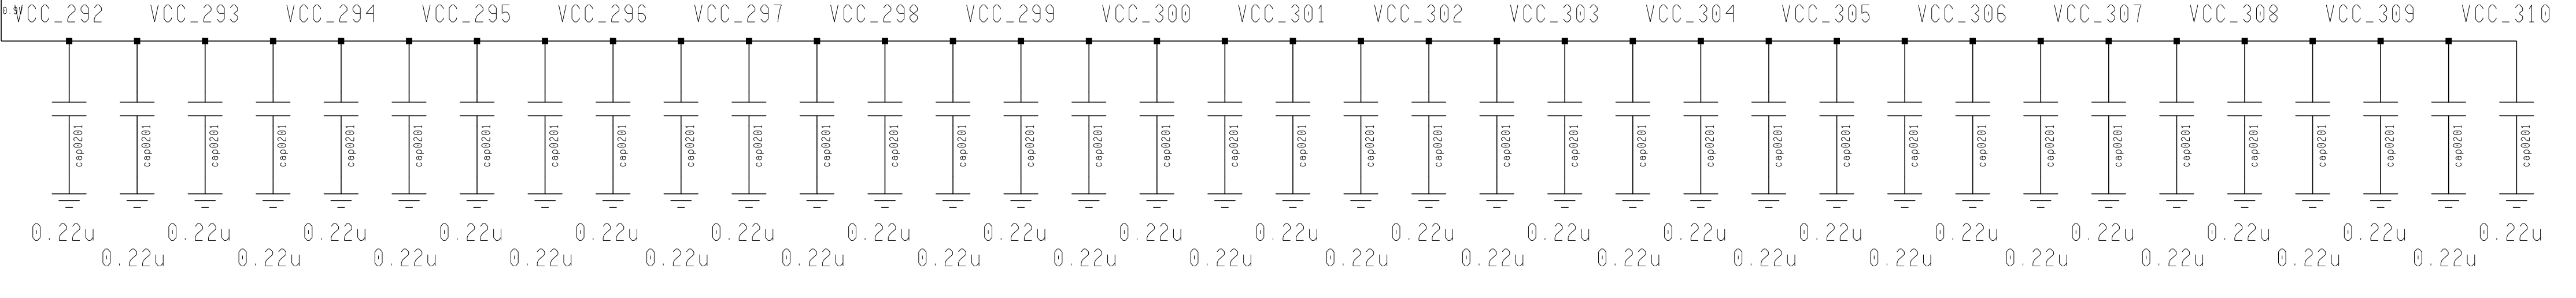 0.9V
VCC_292 VCC_293 VCC_294 VCC_295 VCC_296 VCC_297 VCC_298 VCC_299 VCC_300 VCC_301 VCC_302 VCC_303 VCC_304 VCC_305 VCC_306 VCC_307 VCC_308 VCC_309 VCC_310
cap0201 cap0201 cap0201 cap0201 cap0201 cap0201 cap0201 cap0201 cap0201 cap0201 cap0201 cap0201 cap0201 cap0201 cap0201 cap0201 cap0201 cap0201 cap0201 cap0201 cap0201 cap0201 cap0201 cap0201 cap0201 cap0201 cap0201 cap0201 cap0201 cap0201 cap0201 cap0201 cap0201 cap0201 cap0201 cap0201 cap0201
0.22u 0.22u 0.22u 0.22u 0.22u 0.22u 0.22u 0.22u 0.22u 0.22u 0.22u 0.22u 0.22u 0.22u 0.22u 0.22u 0.22u 0.22u 0.22u
0.22u 0.22u 0.22u 0.22u 0.22u 0.22u 0.22u 0.22u 0.22u 0.22u 0.22u 0.22u 0.22u 0.22u 0.22u 0.22u 0.22u 0.22u